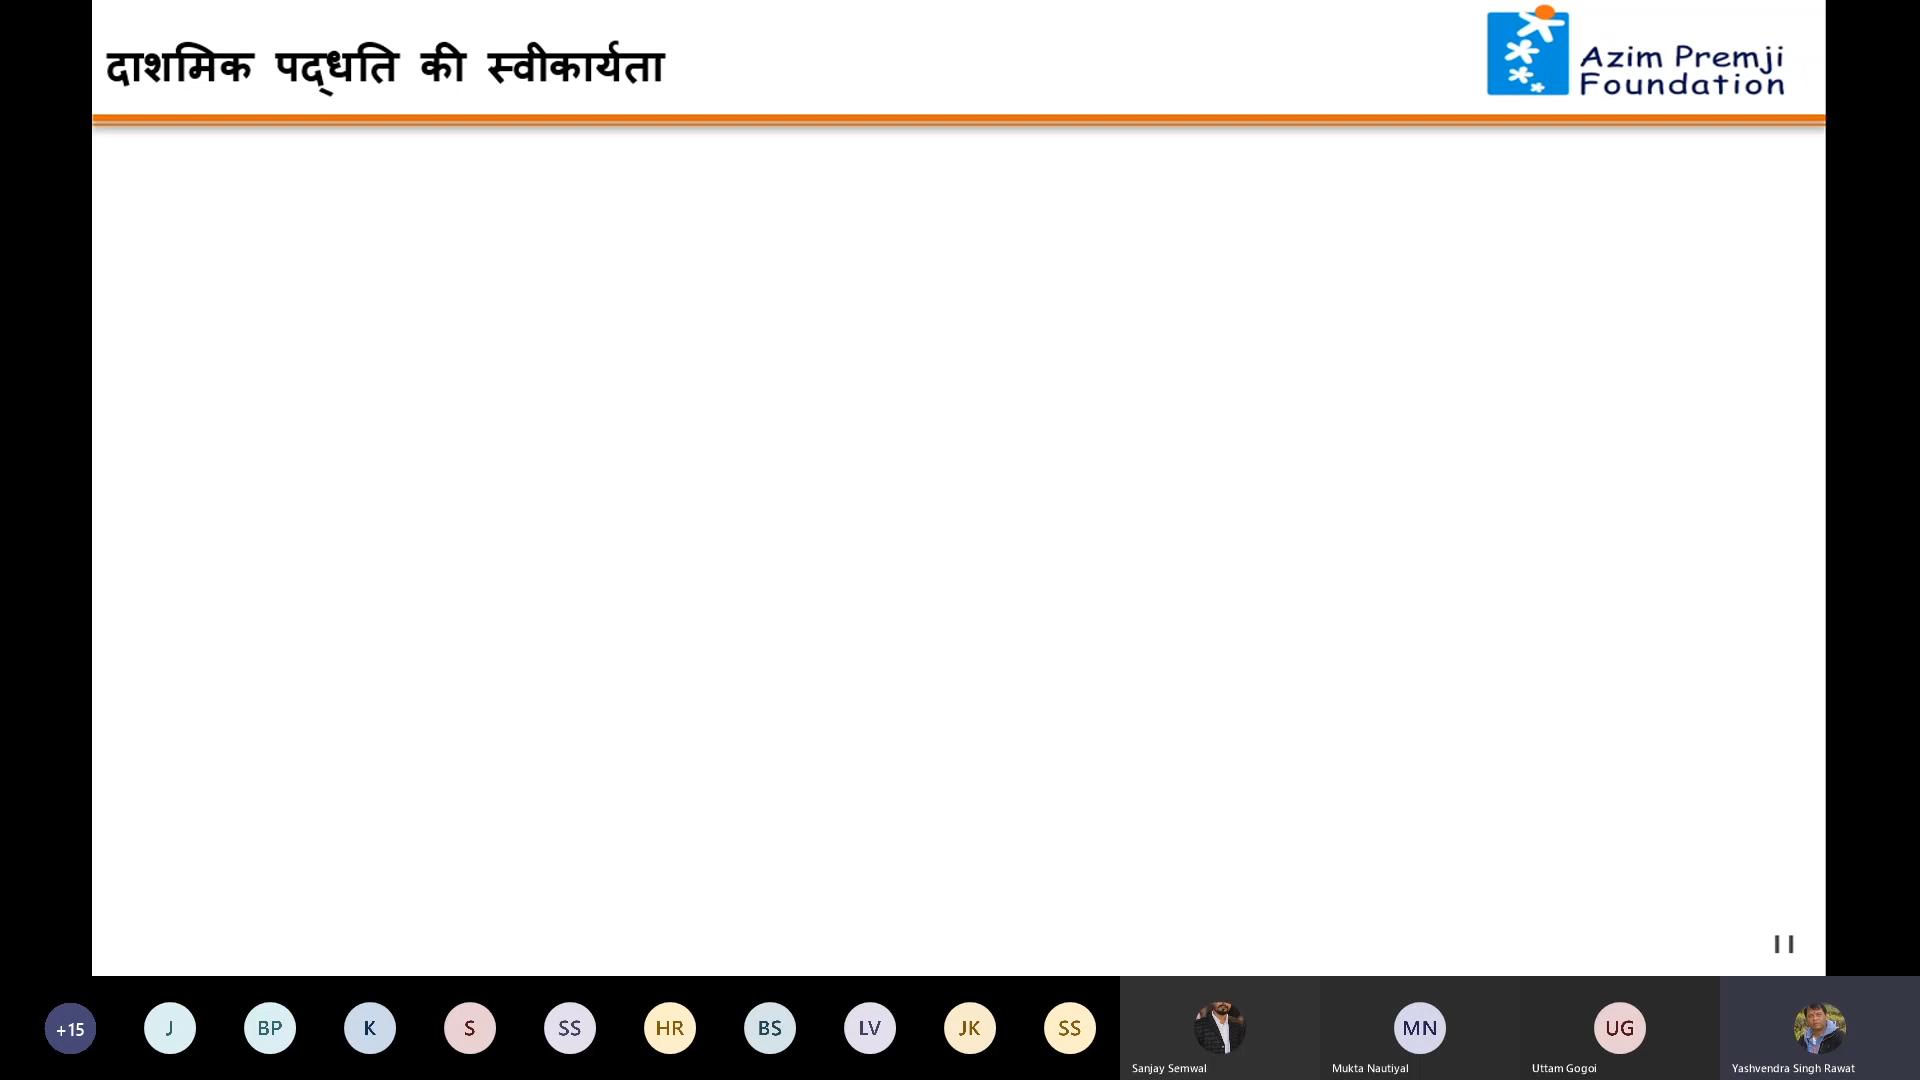 दाशमिक पद्धति की स्वीकार्यता
Azim Premji
Foundation
11
+15
J
BP
K
S
SS
HR
BS
LV
JK
SS
MN
UG
Sanjay Semwal
Mukta Nautiyal
Uttam Gogoi
Yashvendra Singh Rawat